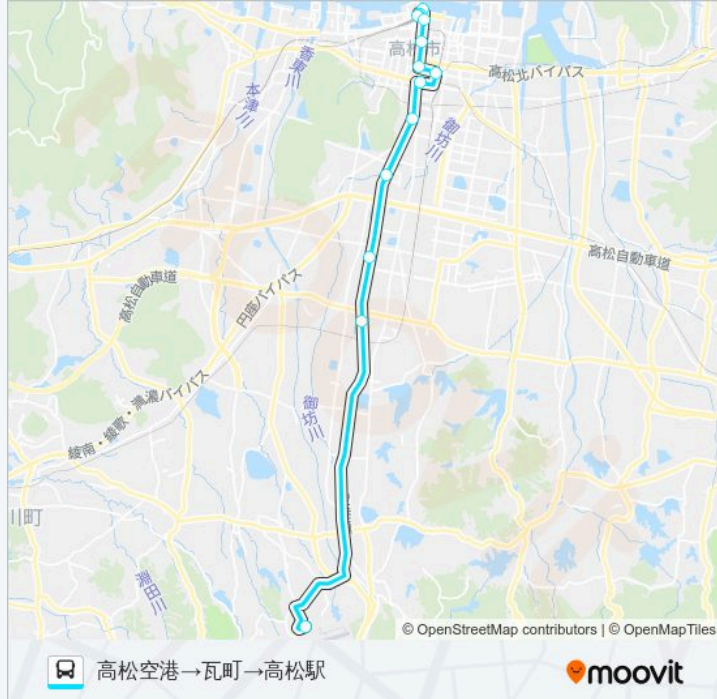 高松市
高松北バイパス
香東川
本津川
御坊川
高松自動車道
高松自動車道
円座バイパス
綾南・綾歌・満濃バイパス
御坊川
川町
淵田川
© OpenStreetMap contributors | © OpenMapTiles
高松空港→瓦町→高松駅
moovit